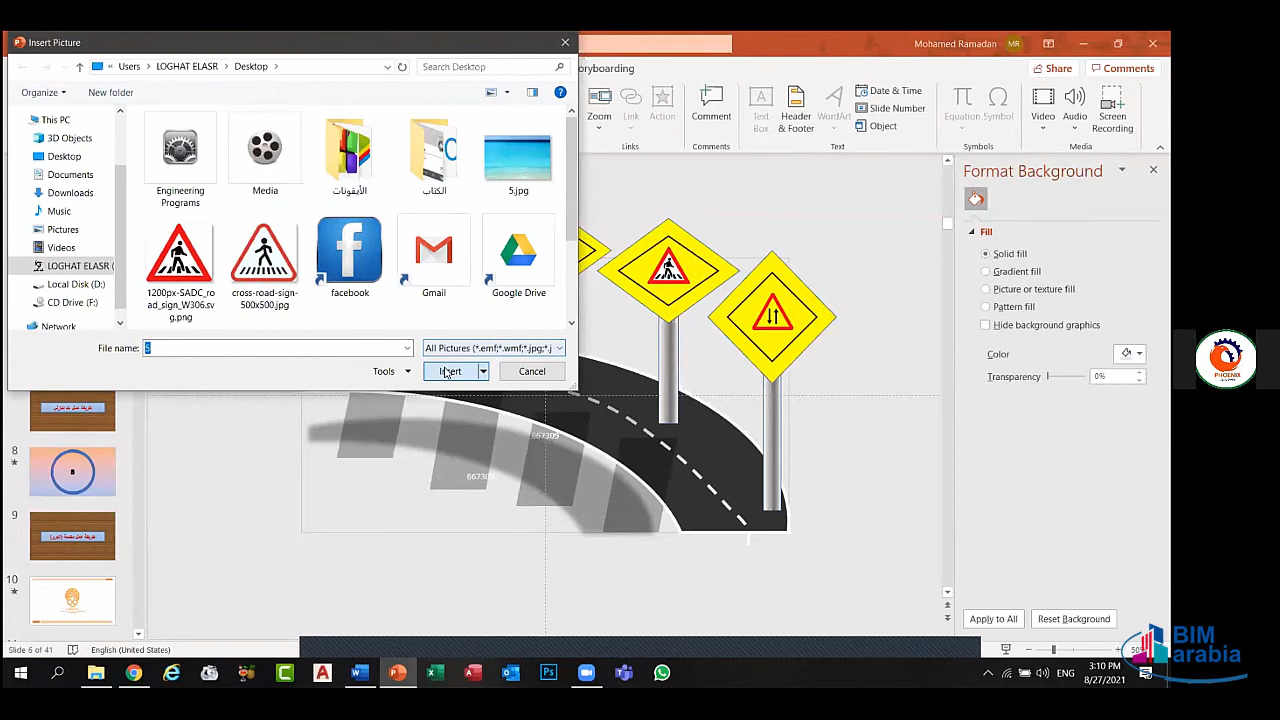 Insert Picture
Mohamed Ramadan
MR
Users
LOGHAT ELASR
Desktop
Search Desktop
oryboarding
Share
Comments
Organize
New folder
Zoom
Link
Action
Comment
Text Box
Header & Footer
WordArt
Date & Time
Slide Number
Object
Equation
Symbol
Video
Audio
Screen Recording
Links
Comments
Text
Symbols
Media
This PC
3D Objects
Desktop
Documents
Downloads
Music
Pictures
Videos
LOGHAT ELASR (
Local Disk (D:)
CD Drive (F:)
Network
Engineering Programs
Media
الأيقونات
الكتاب
5.jpg
1200px-SADC_road_sign_W306.svg.png
cross-road-sign-500x500.jpg
facebook
Gmail
Google Drive
File name:
5
All Pictures (*.emf;*.wmf;*.jpg;*.j
Tools
Insert
Cancel
Format Background
Fill
Solid fill
Gradient fill
Picture or texture fill
Pattern fill
Hide background graphics
Color
Transparency
0%
Apply to All
Reset Background
667309
8
9
10
Slide 6 of 41
English (United States)
PHOENIX
BIM
arabia
ENG
3:10 PM
8/27/2021